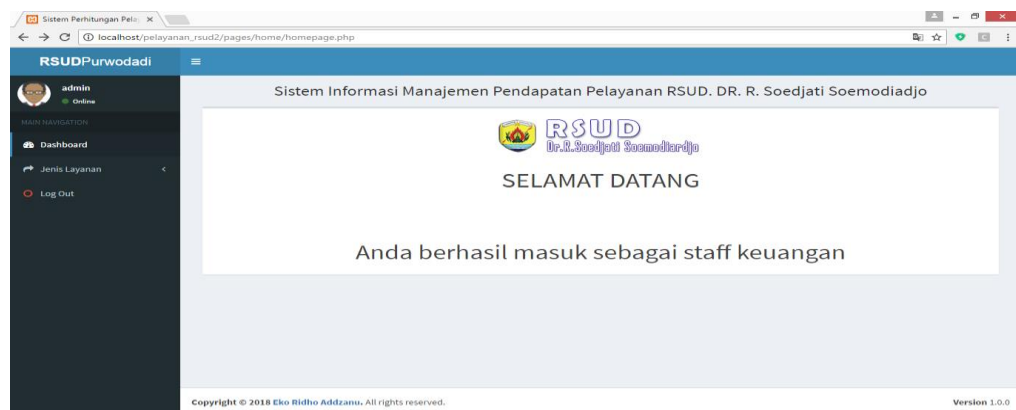 Sistem Perhitungan Pela
localhost/pelayanan_rsud2/pages/home/homepage.php
RSUDPurwodadi
admin
Online
MAIN NAVIGATION
Dashboard
Jenis Layanan
Log Out
Sistem Informasi Manajemen Pendapatan Pelayanan RSUD. DR. R. Soedjati Soemodiadjo
RSUD
Dr.R.Soedjati Soemodiardjo
SELAMAT DATANG
Anda berhasil masuk sebagai staff keuangan
Copyright © 2018 Eko Ridho Addzanu. All rights reserved.
Version 1.0.0